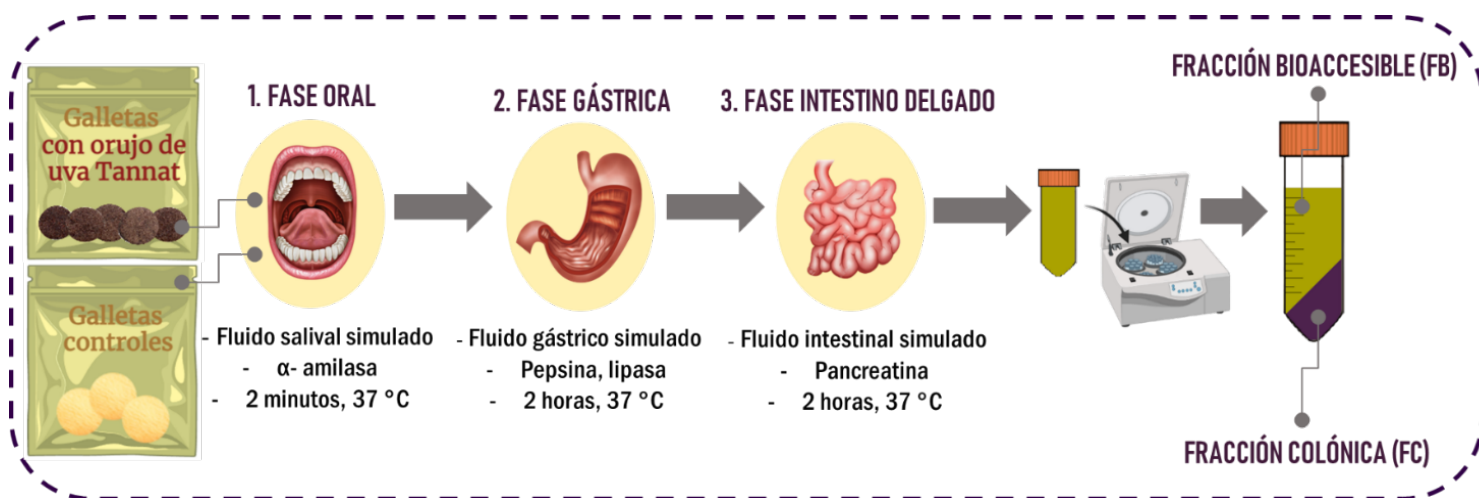 Galletas
con orujo de
uva Tannat
Galletas
controles
1. FASE ORAL
- Fluido salival simulado
- α- amilasa
- 2 minutos, 37 °C
2. FASE GÁSTRICA
- Fluido gástrico simulado
- Pepsina, lipasa
- 2 horas, 37 °C
3. FASE INTESTINO DELGADO
- Fluido intestinal simulado
- Pancreatina
- 2 horas, 37 °C
FRACCIÓN BIOACCESIBLE (FB)
FRACCIÓN COLÓNICA (FC)